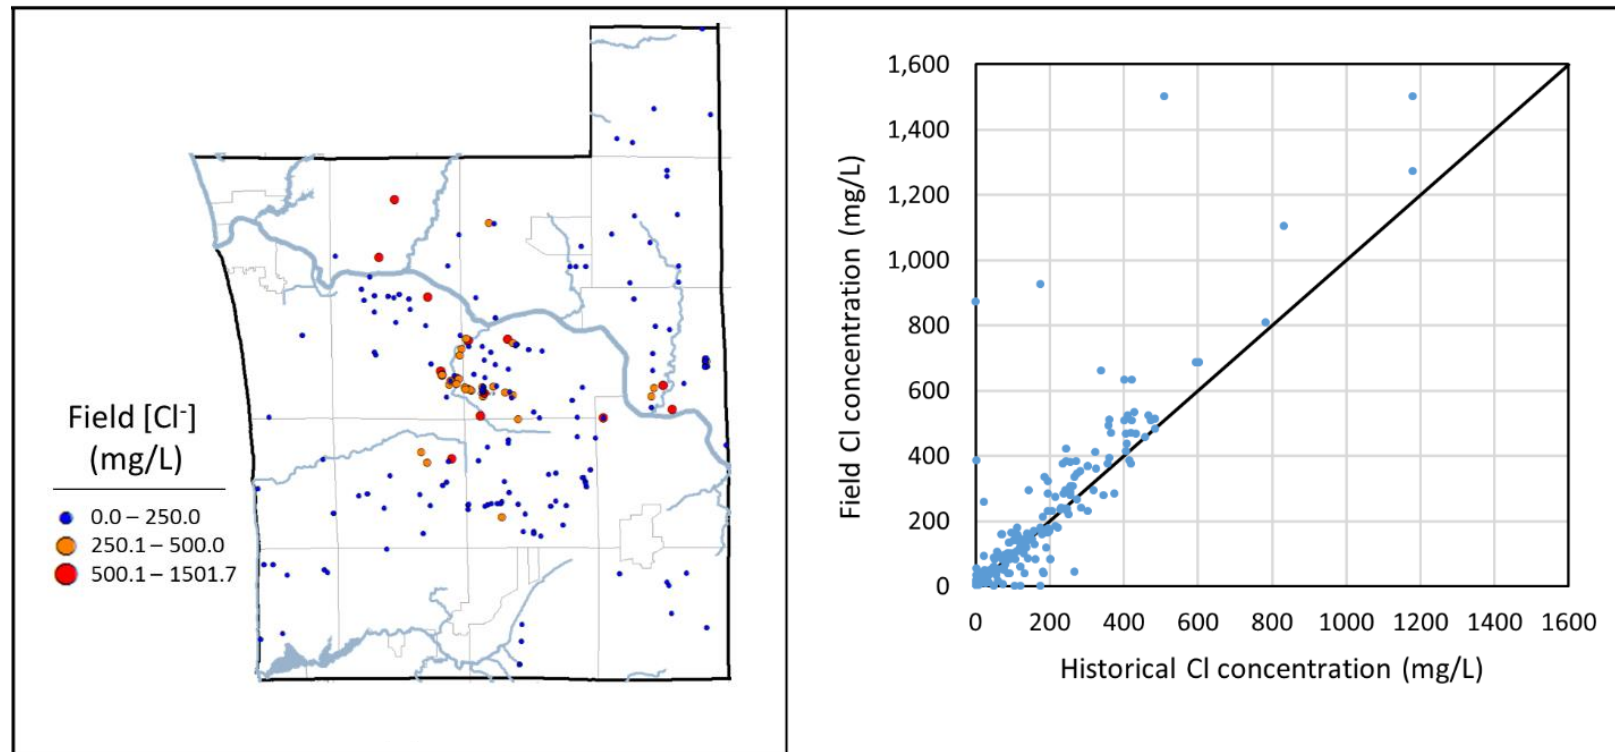 Field [Cl-]
(mg/L)
0.0 – 250.0
250.1 – 500.0
500.1 – 1501.7
1,600
1,400
1,200
1,000
800
600
400
200
0
Field Cl concentration (mg/L)
0 200 400 600 800 1000 1200 1400 1600
Historical Cl concentration (mg/L)